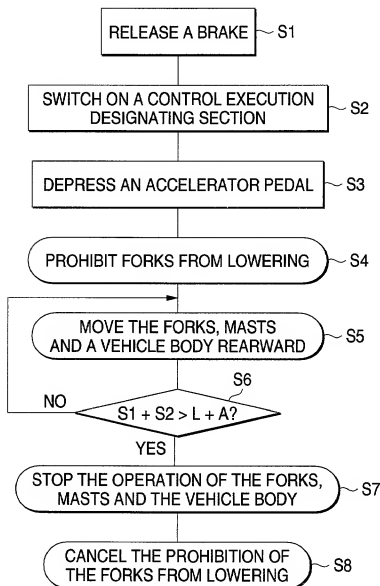 RELEASE A BRAKE S1
SWITCH ON A CONTROL EXECUTION
DESIGNATING SECTION S2
DEPRESS AN ACCELERATOR PEDAL S3
PROHIBIT FORKS FROM LOWERING S4
MOVE THE FORKS, MASTS
AND A VEHICLE BODY REARWARD S5
S6
NO S1 + S2 > L + A?
YES
STOP THE OPERATION OF THE FORKS,
MASTS AND THE VEHICLE BODY S7
CANCEL THE PROHIBITION OF
THE FORKS FROM LOWERING S8